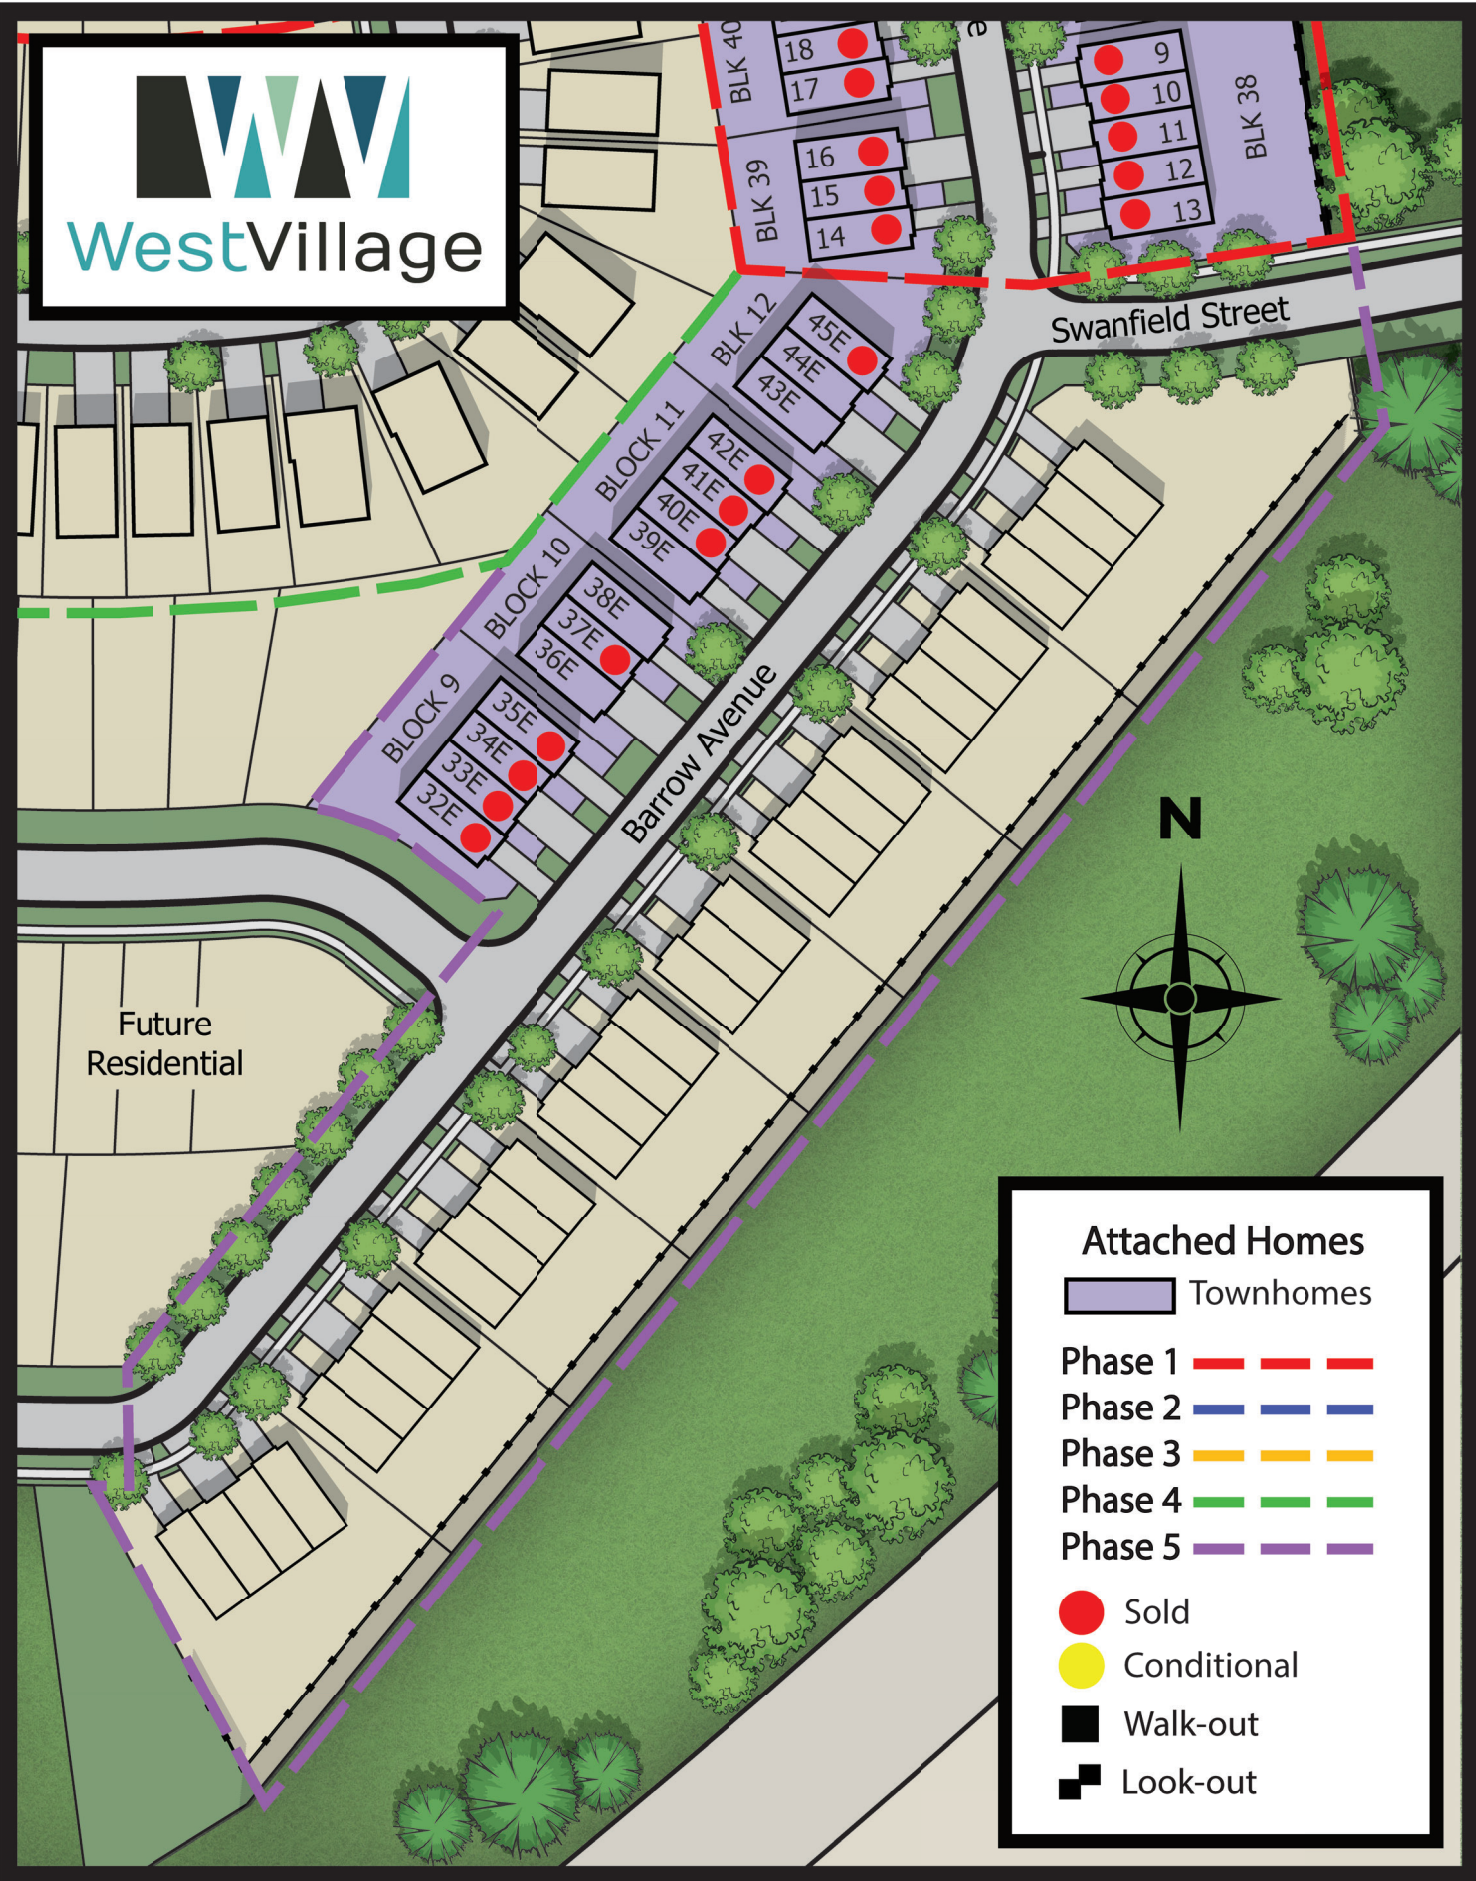 WestVillage
BLK 40
18
17
BLK 39
16
15
14
e
9
10
11
12
13
BLK 38
Swanfield Street
BLK 12
45E
44E
43E
BLOCK 11
42E
41E
40E
39E
BLOCK 10
38E
37E
36E
BLOCK 9
35E
34E
33E
32E
Barrow Avenue
Future
Residential
N
Attached Homes
Townhomes
Phase 1
Phase 2
Phase 3
Phase 4
Phase 5
Sold
Conditional
Walk-out
Look-out